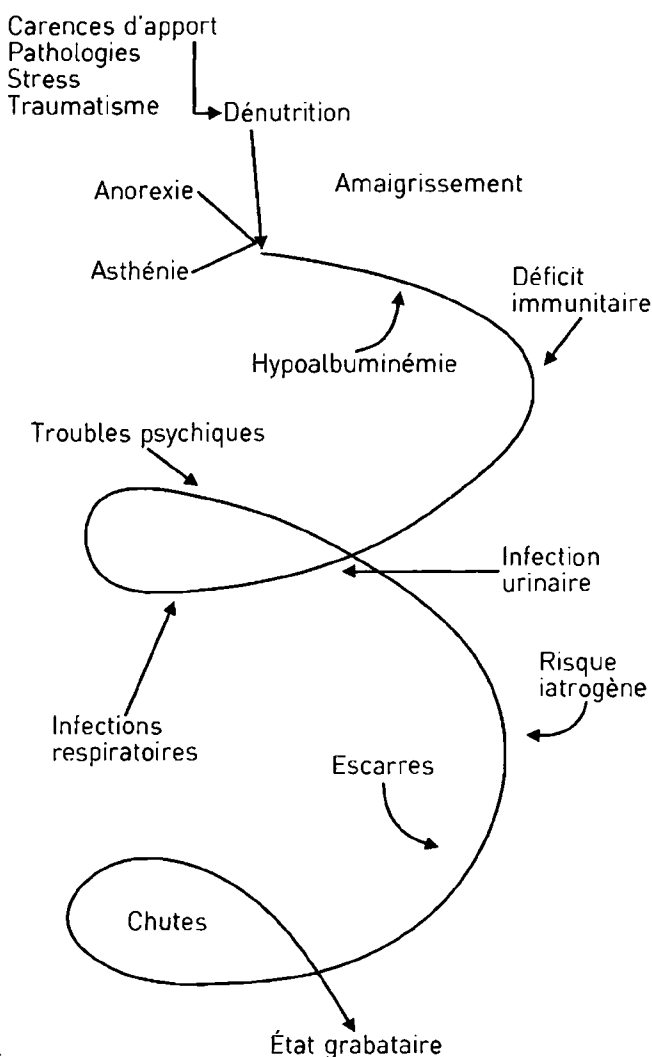 Carences d'apport
Pathologies
Stress
Traumatisme
Dénutrition
Anorexie
Amaigrissement
Asthénie
Déficit
immunitaire
Hypoalbuminémie
Troubles psychiques
Infection
urinaire
Risque
iatrogène
Infections
respiratoires
Escarres
Chutes
État grabataire